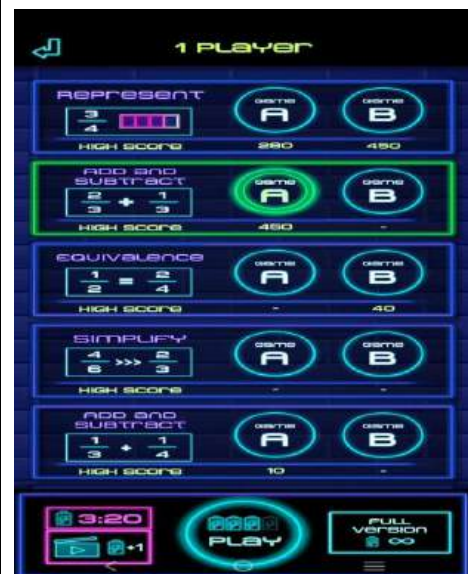 1 PLAYER
REPRESENT
3/4
GAME A
GAME B
HIGH SCORE 280 450
ADD AND SUBTRACT
2/3 + 1/3
GAME A
GAME B
HIGH SCORE 450 -
EQUIVALENCE
1/2 = 2/4
GAME A
GAME B
HIGH SCORE - 40
SIMPLIFY
4/6 >>> 2/3
GAME A
GAME B
HIGH SCORE - -
ADD AND SUBTRACT
1/3 + 1/4
GAME A
GAME B
HIGH SCORE 10 -
3:20
+1
PLAY
FULL
VERSION
∞